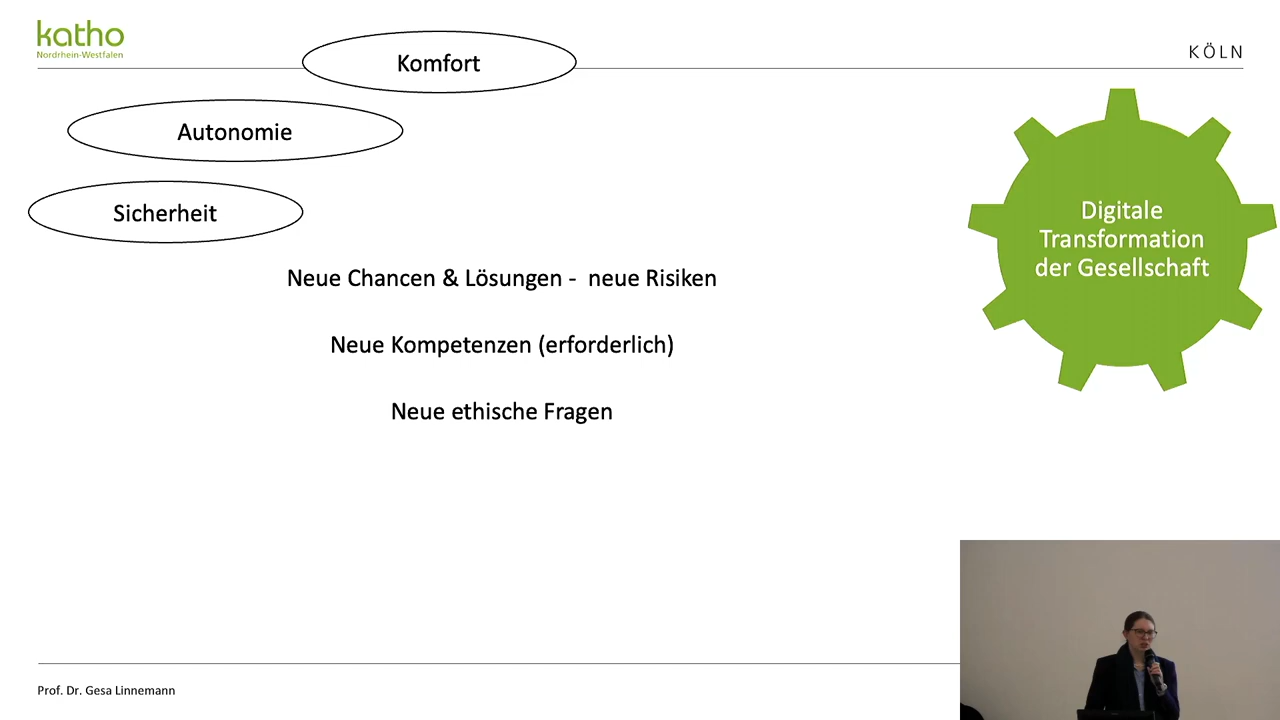 katho
Nordrhein-Westfalen
KÖLN
Komfort
Autonomie
Sicherheit
Digitale
Transformation
der Gesellschaft
Neue Chancen & Lösungen - neue Risiken
Neue Kompetenzen (erforderlich)
Neue ethische Fragen
Prof. Dr. Gesa Linnemann